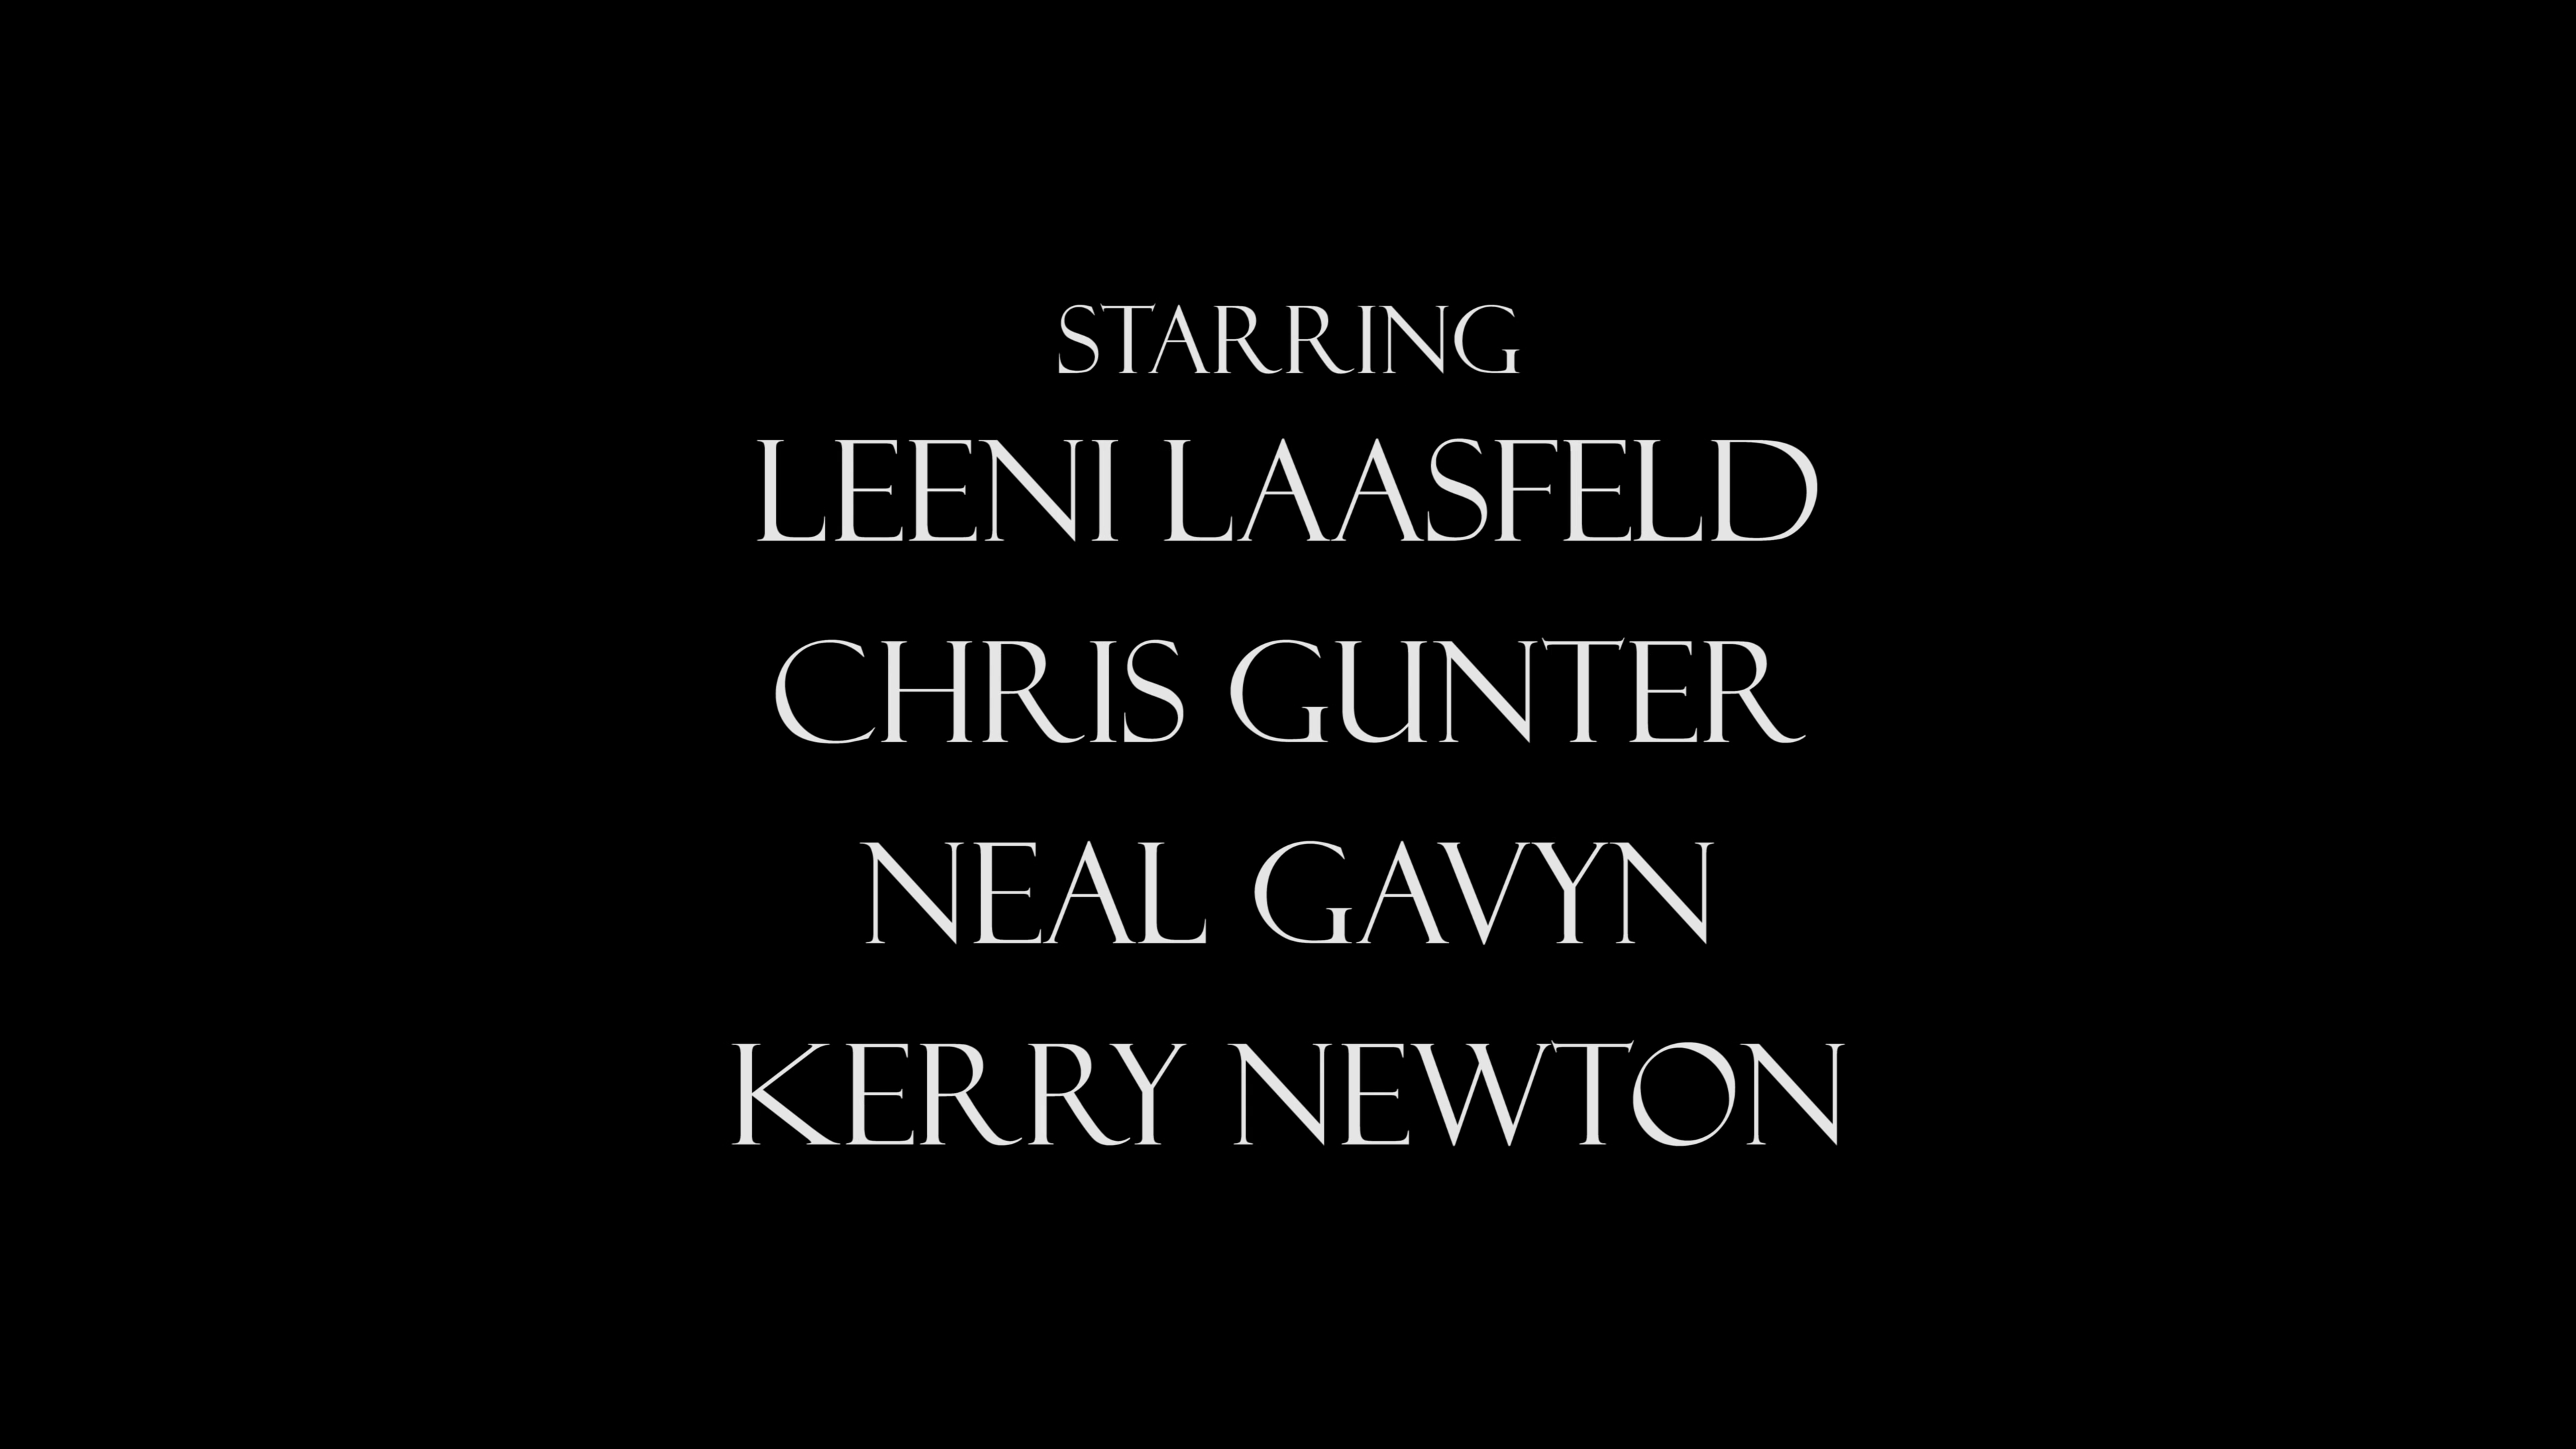 STARRING
LEENI LAASFELD
CHRIS GUNTER
NEAL GAVYN
KERRY NEWTON